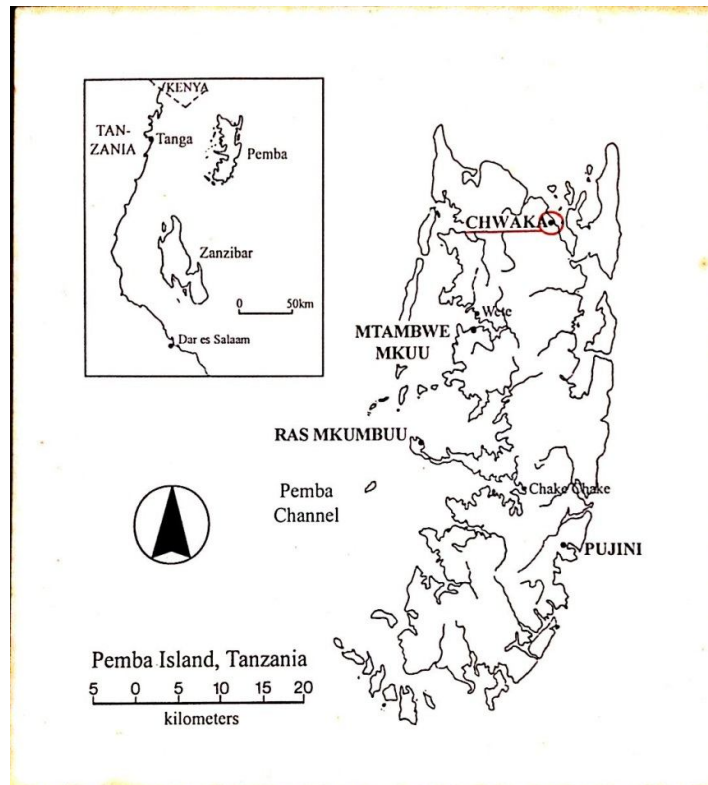 KENYA
TAN-
ZANIA
Tanga
Pemba
Zanzibar
0 50km
Dar es Salaam
CHWAKA
Wete
MTAMBWE
MKUU
RAS MKUMBUU
Pemba
Channel
Chake Chake
PUJINI
Pemba Island, Tanzania
5 0 5 10 15 20
kilometers